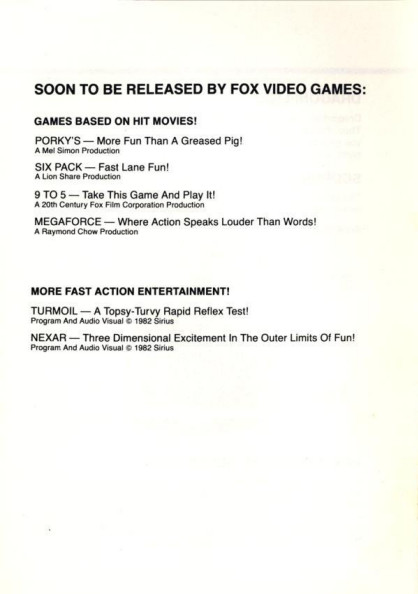 SOON TO BE RELEASED BY FOX VIDEO GAMES:
GAMES BASED ON HIT MOVIES!
PORKY'S — More Fun Than A Greased Pig!
A Mel Simon Production
SIX PACK — Fast Lane Fun!
A Lion Share Production
9 TO 5 — Take This Game And Play It!
A 20th Century Fox Film Corporation Production
MEGAFORCE — Where Action Speaks Louder Than Words!
A Raymond Chow Production
MORE FAST ACTION ENTERTAINMENT!
TURMOIL — A Topsy-Turvy Rapid Reflex Test!
Program And Audio Visual © 1982 Sirius
NEXAR — Three Dimensional Excitement In The Outer Limits Of Fun!
Program And Audio Visual © 1982 Sirius